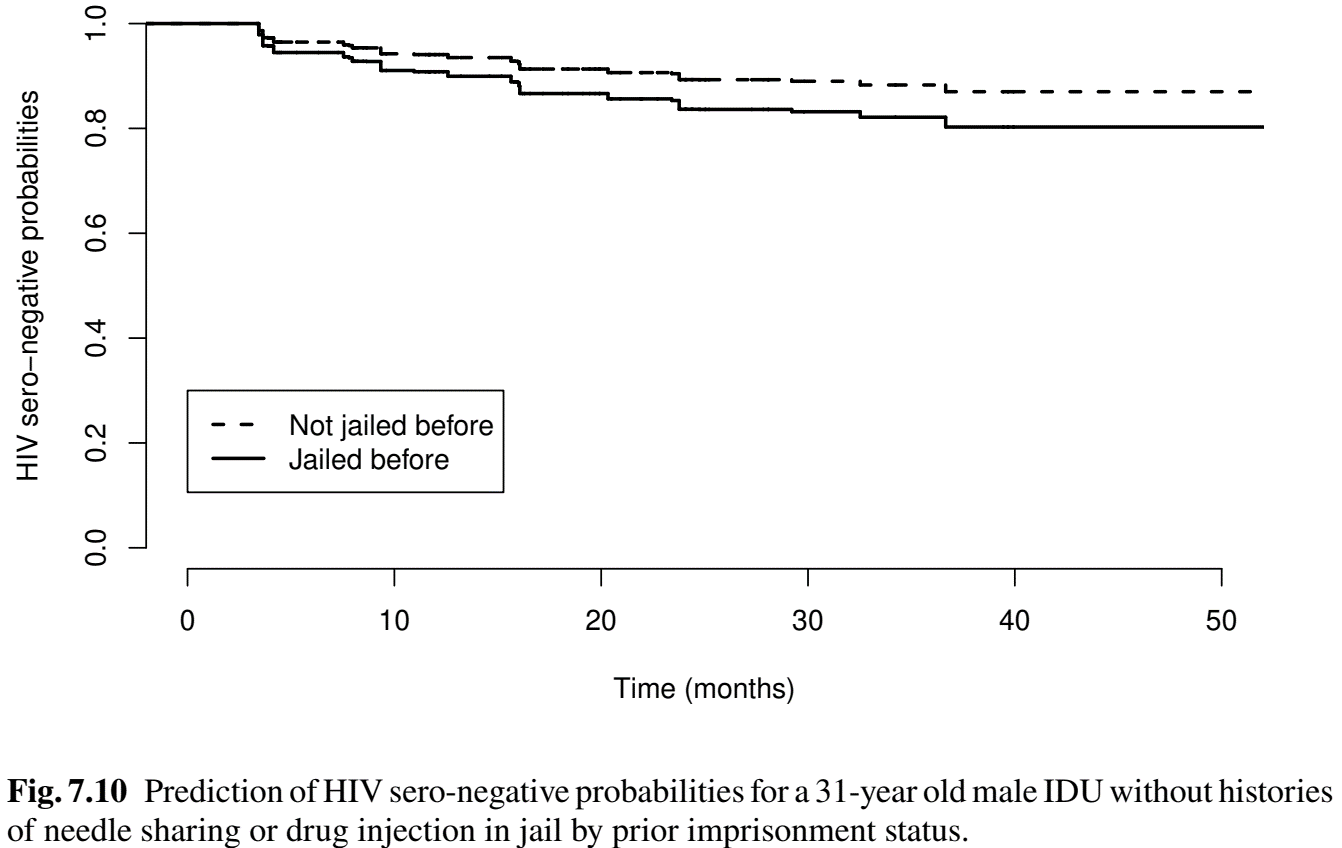 HIV sero−negative probabilities
1.0
0.8
0.6
0.4
0.2
0.0
Not jailed before
Jailed before
0 10 20 30 40 50
Time (months)
Fig. 7.10 Prediction of HIV sero-negative probabilities for a 31-year old male IDU without histories
of needle sharing or drug injection in jail by prior imprisonment status.